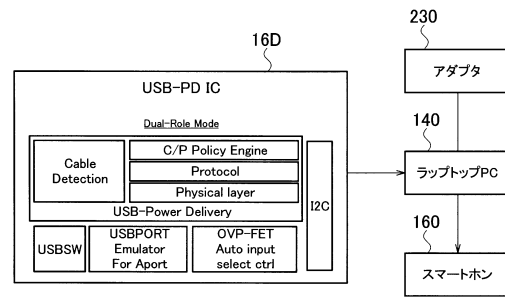 16D
USB-PD IC
Dual-Role Mode
Cable
Detection
C/P Policy Engine
Protocol
Physical layer
USB-Power Delivery
I2C
USBSW
USBPORT
Emulator
For Aport
OVP-FET
Auto input
select ctrl
230
アダプタ
140
ラップトップPC
160
スマートホン